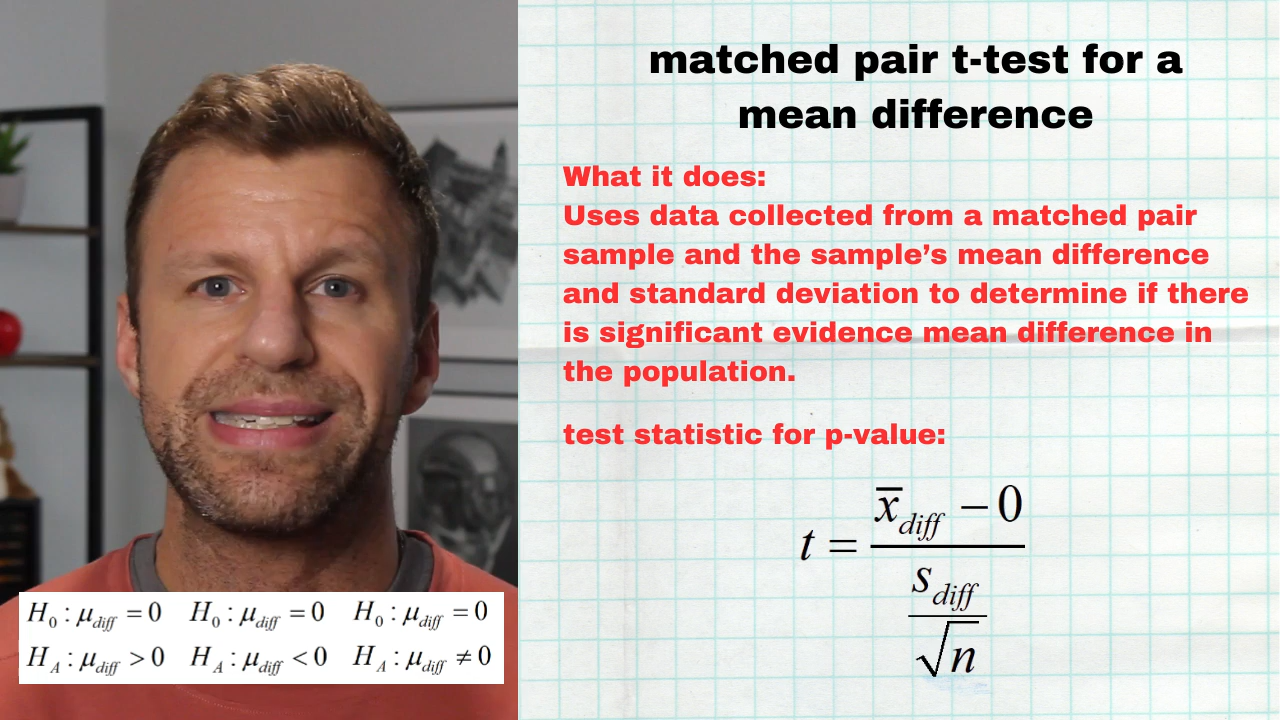 matched pair t-test for a
mean difference
What it does:
Uses data collected from a matched pair
sample and the sample's mean difference
and standard deviation to determine if there
is significant evidence mean difference in
the population.
test statistic for p-value:
t = (x̄_diff − 0) / (s_diff / √n)
H₀ : μ_diff = 0 H₀ : μ_diff = 0 H₀ : μ_diff = 0
H_A : μ_diff > 0 H_A : μ_diff < 0 H_A : μ_diff ≠ 0